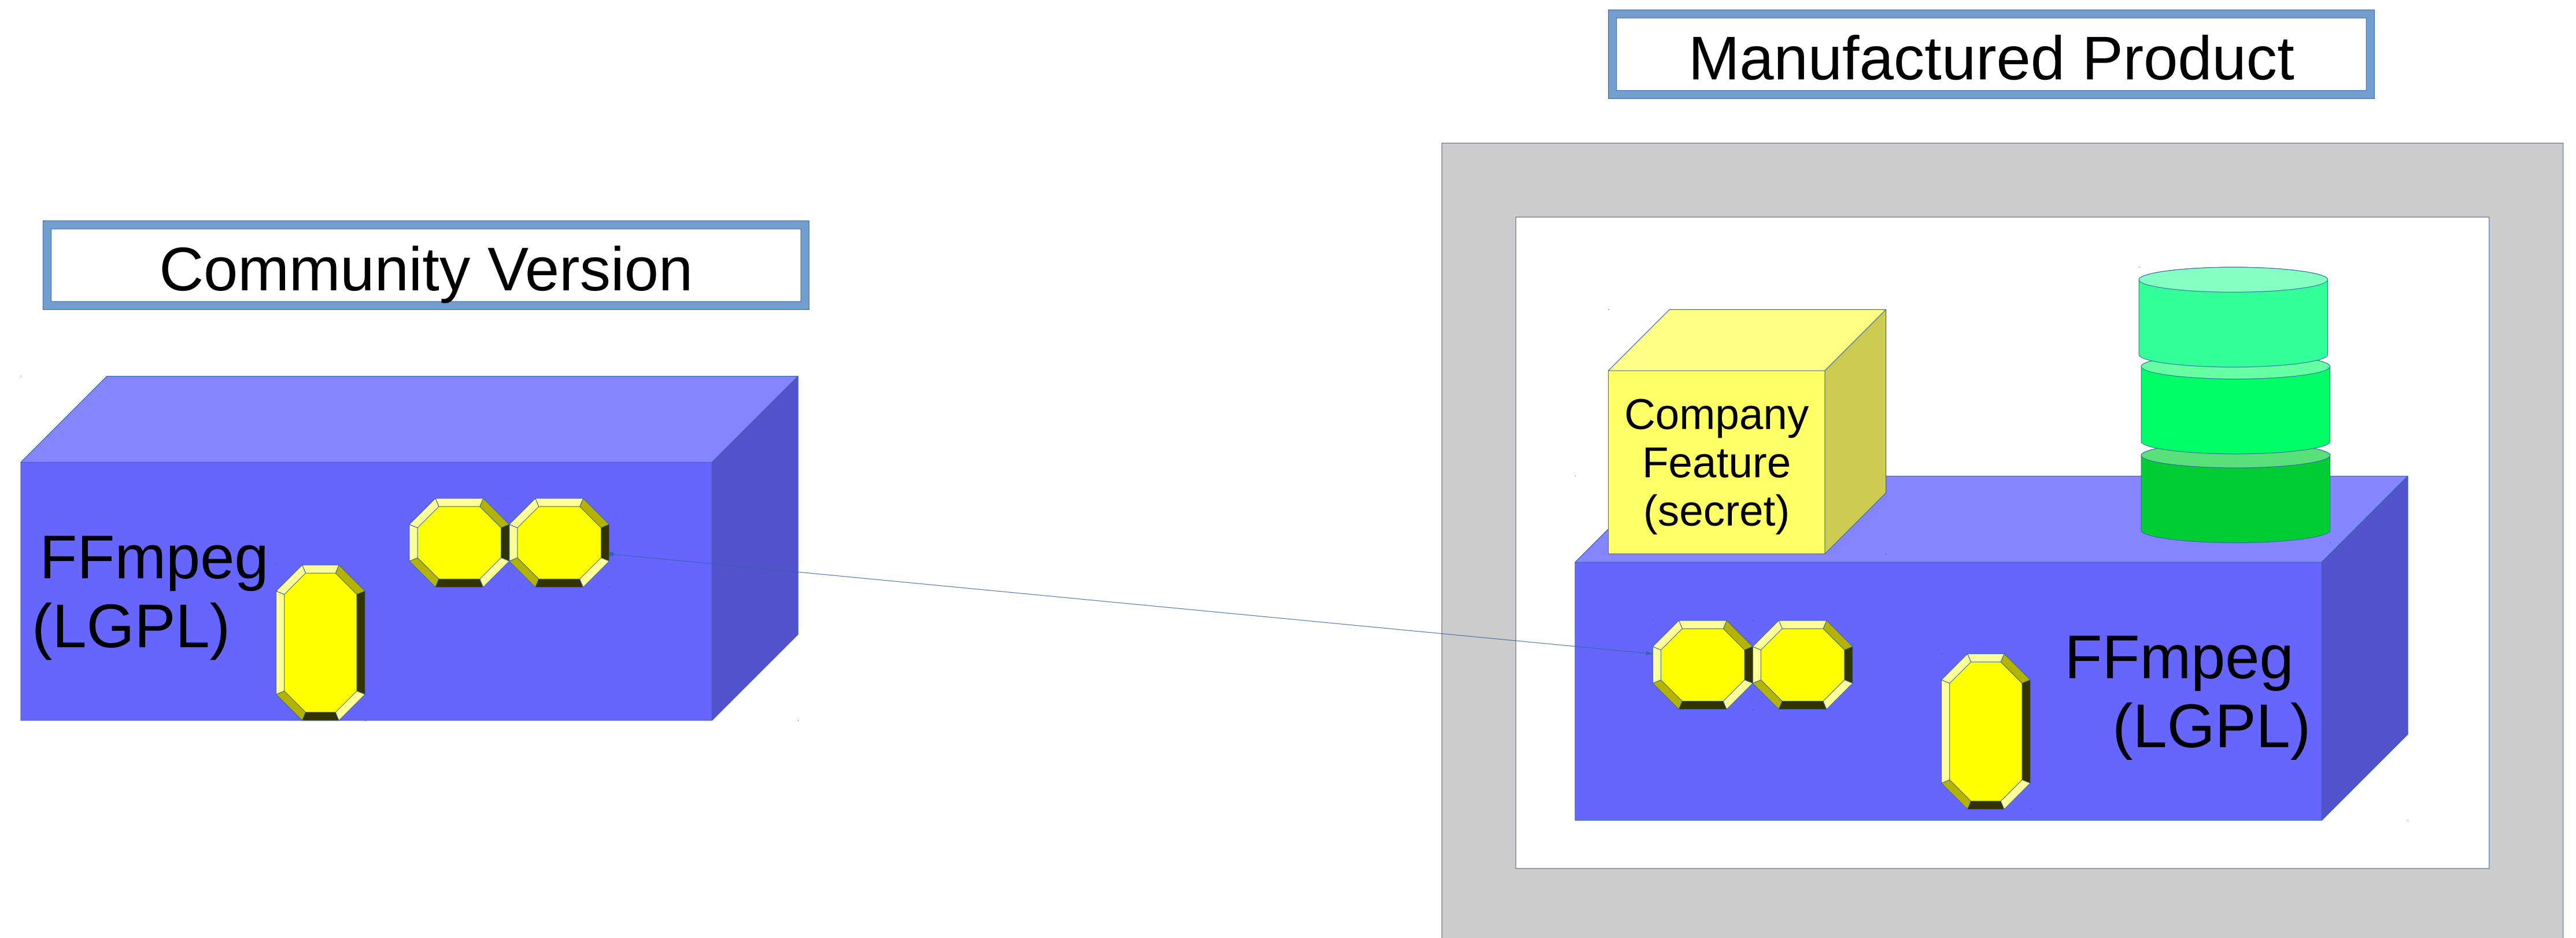 Manufactured Product
Community Version
Company
Feature
(secret)
FFmpeg
(LGPL)
FFmpeg
(LGPL)